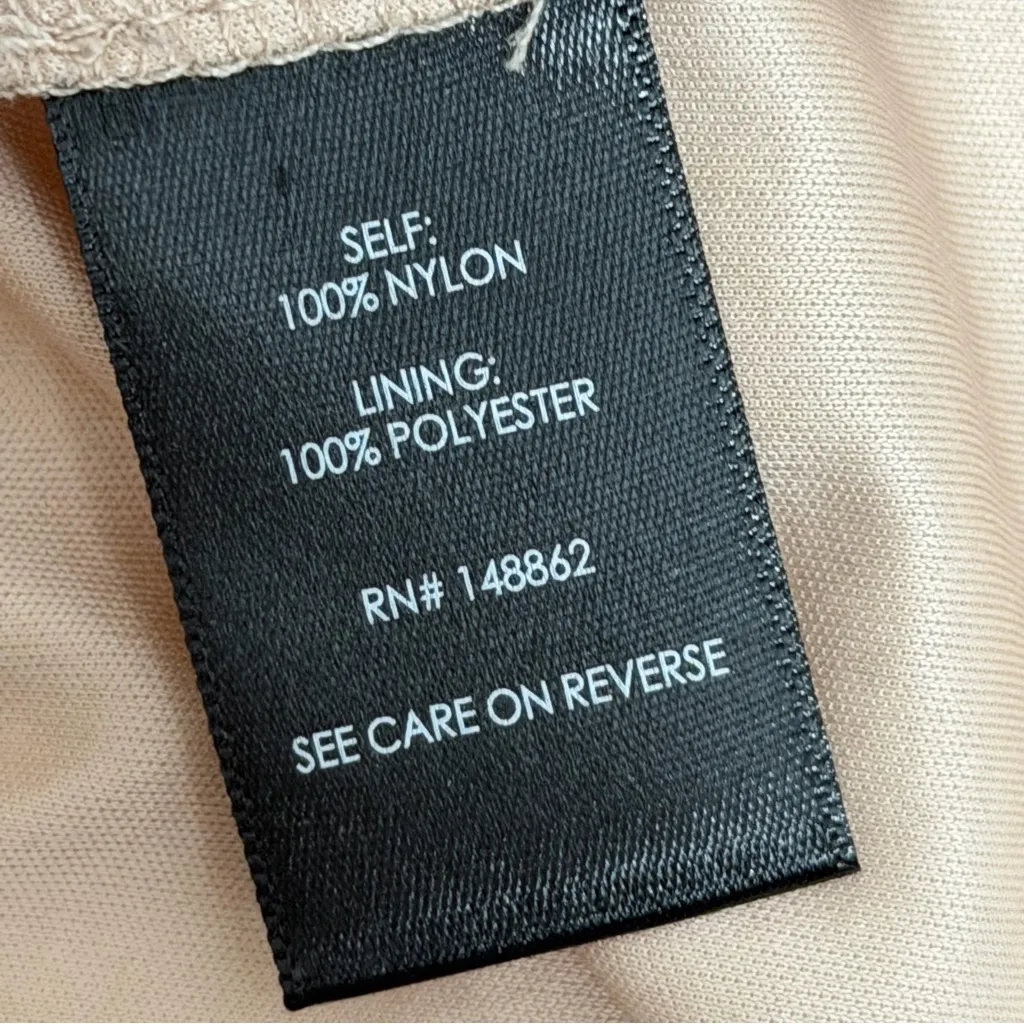 SELF:
100% NYLON
LINING:
100% POLYESTER
RN# 148862
SEE CARE ON REVERSE